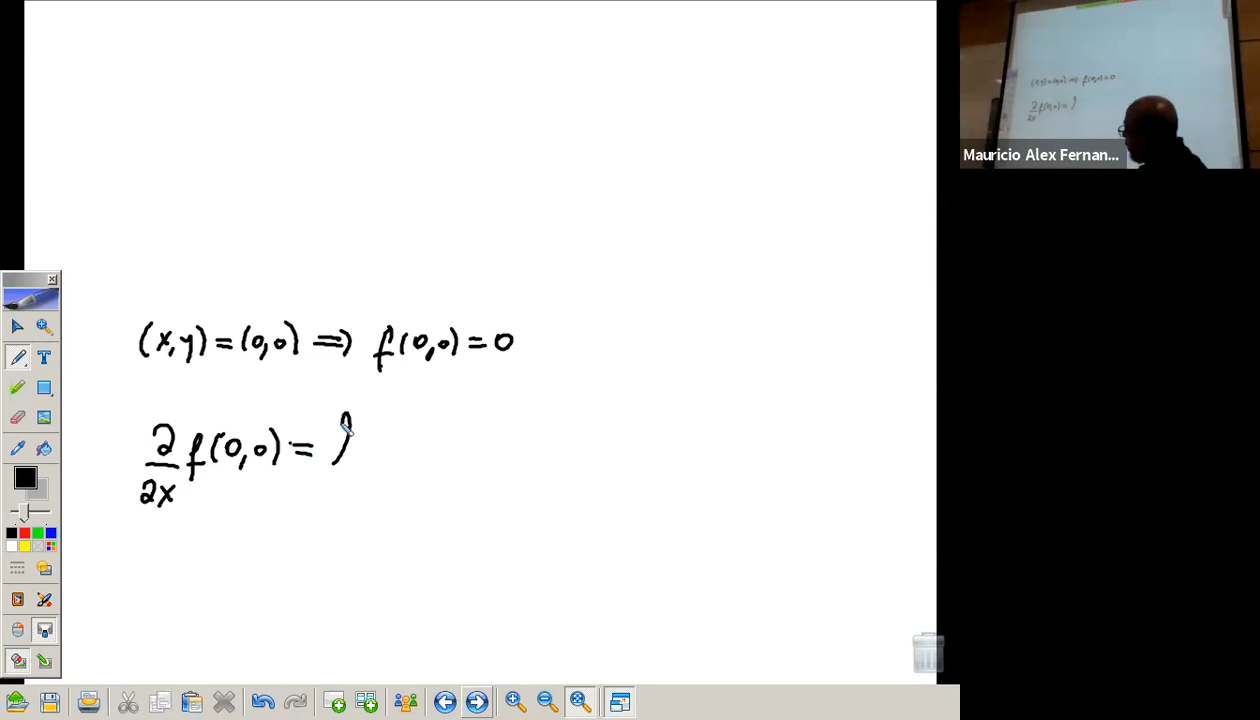 (x,y) = (0,0) ⟹ f(0,0) = 0
∂/∂x f(0,0) =
Mauricio Alex Fernan...